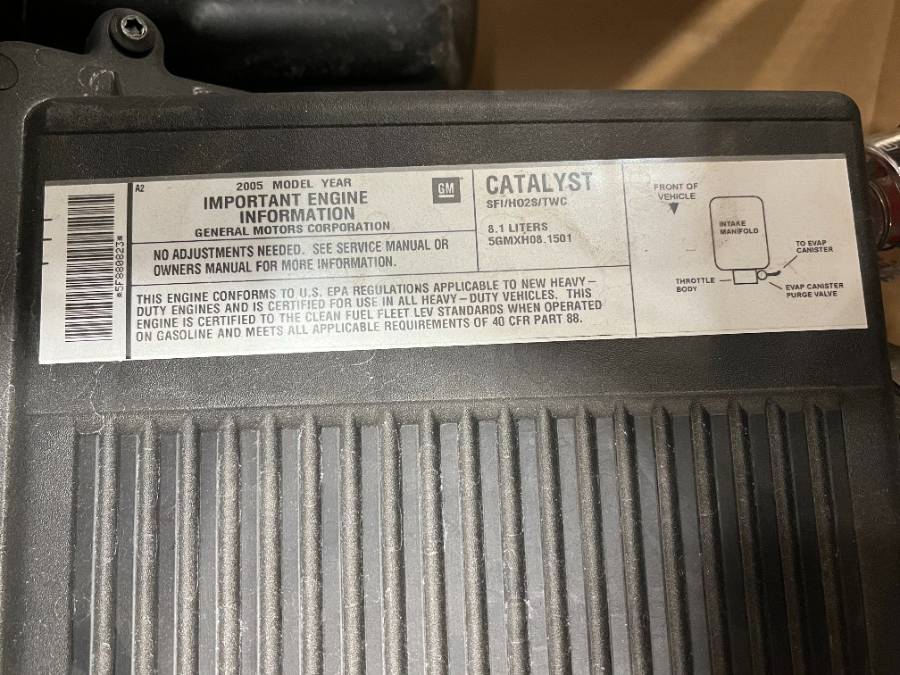 *5F880823*
A2
2005 MODEL YEAR
IMPORTANT ENGINE
INFORMATION
GENERAL MOTORS CORPORATION
GM
NO ADJUSTMENTS NEEDED. SEE SERVICE MANUAL OR
OWNERS MANUAL FOR MORE INFORMATION.
CATALYST
SFI/HO2S/TWC
8.1 LITERS
5GMXH08.1501
THIS ENGINE CONFORMS TO U.S. EPA REGULATIONS APPLICABLE TO NEW HEAVY-
DUTY ENGINES AND IS CERTIFIED FOR USE IN ALL HEAVY-DUTY VEHICLES. THIS
ENGINE IS CERTIFIED TO THE CLEAN FUEL FLEET LEV STANDARDS WHEN OPERATED
ON GASOLINE AND MEETS ALL APPLICABLE REQUIREMENTS OF 40 CFR PART 88.
FRONT OF
VEHICLE
INTAKE
MANIFOLD
TO EVAP
CANISTER
THROTTLE
BODY
EVAP CANISTER
PURGE VALVE